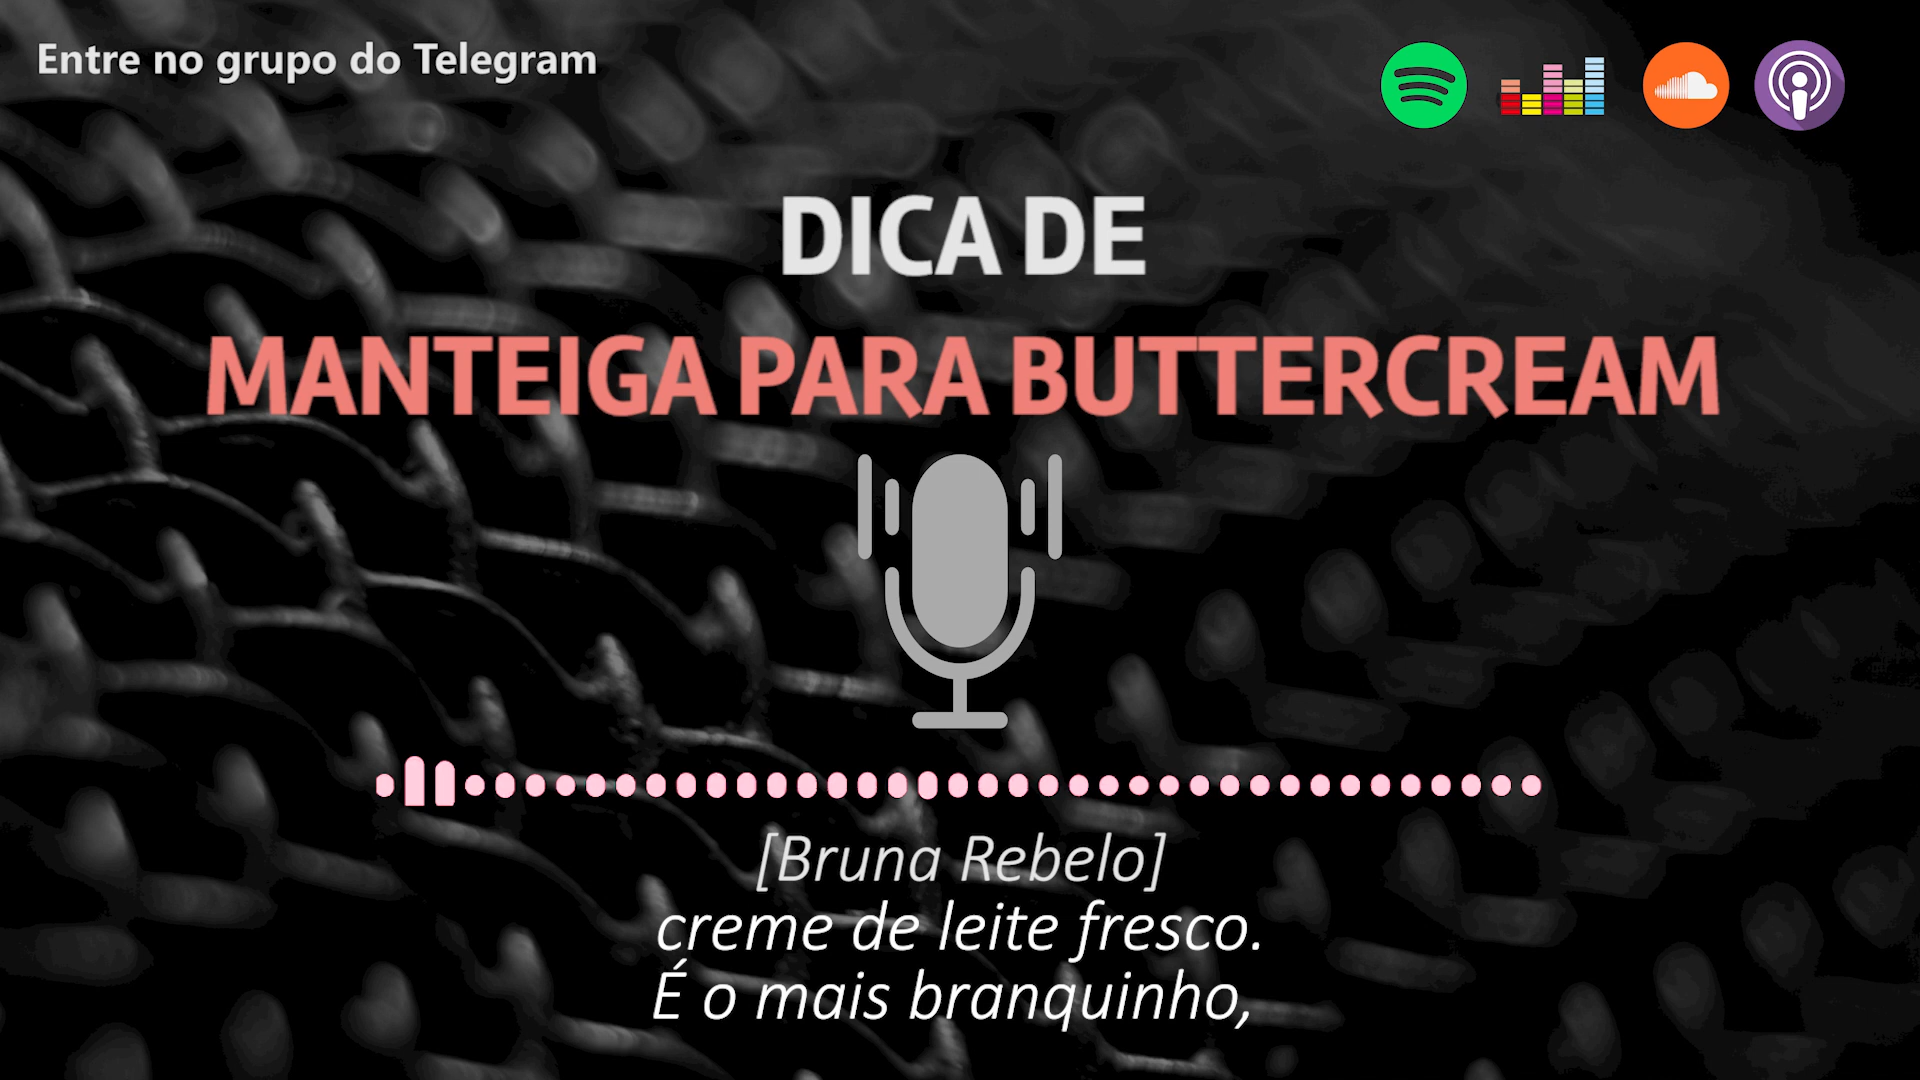 Entre no grupo do Telegram
DICA DE
MANTEIGA PARA BUTTERCREAM
[Bruna Rebelo]
creme de leite fresco.
É o mais branquinho,